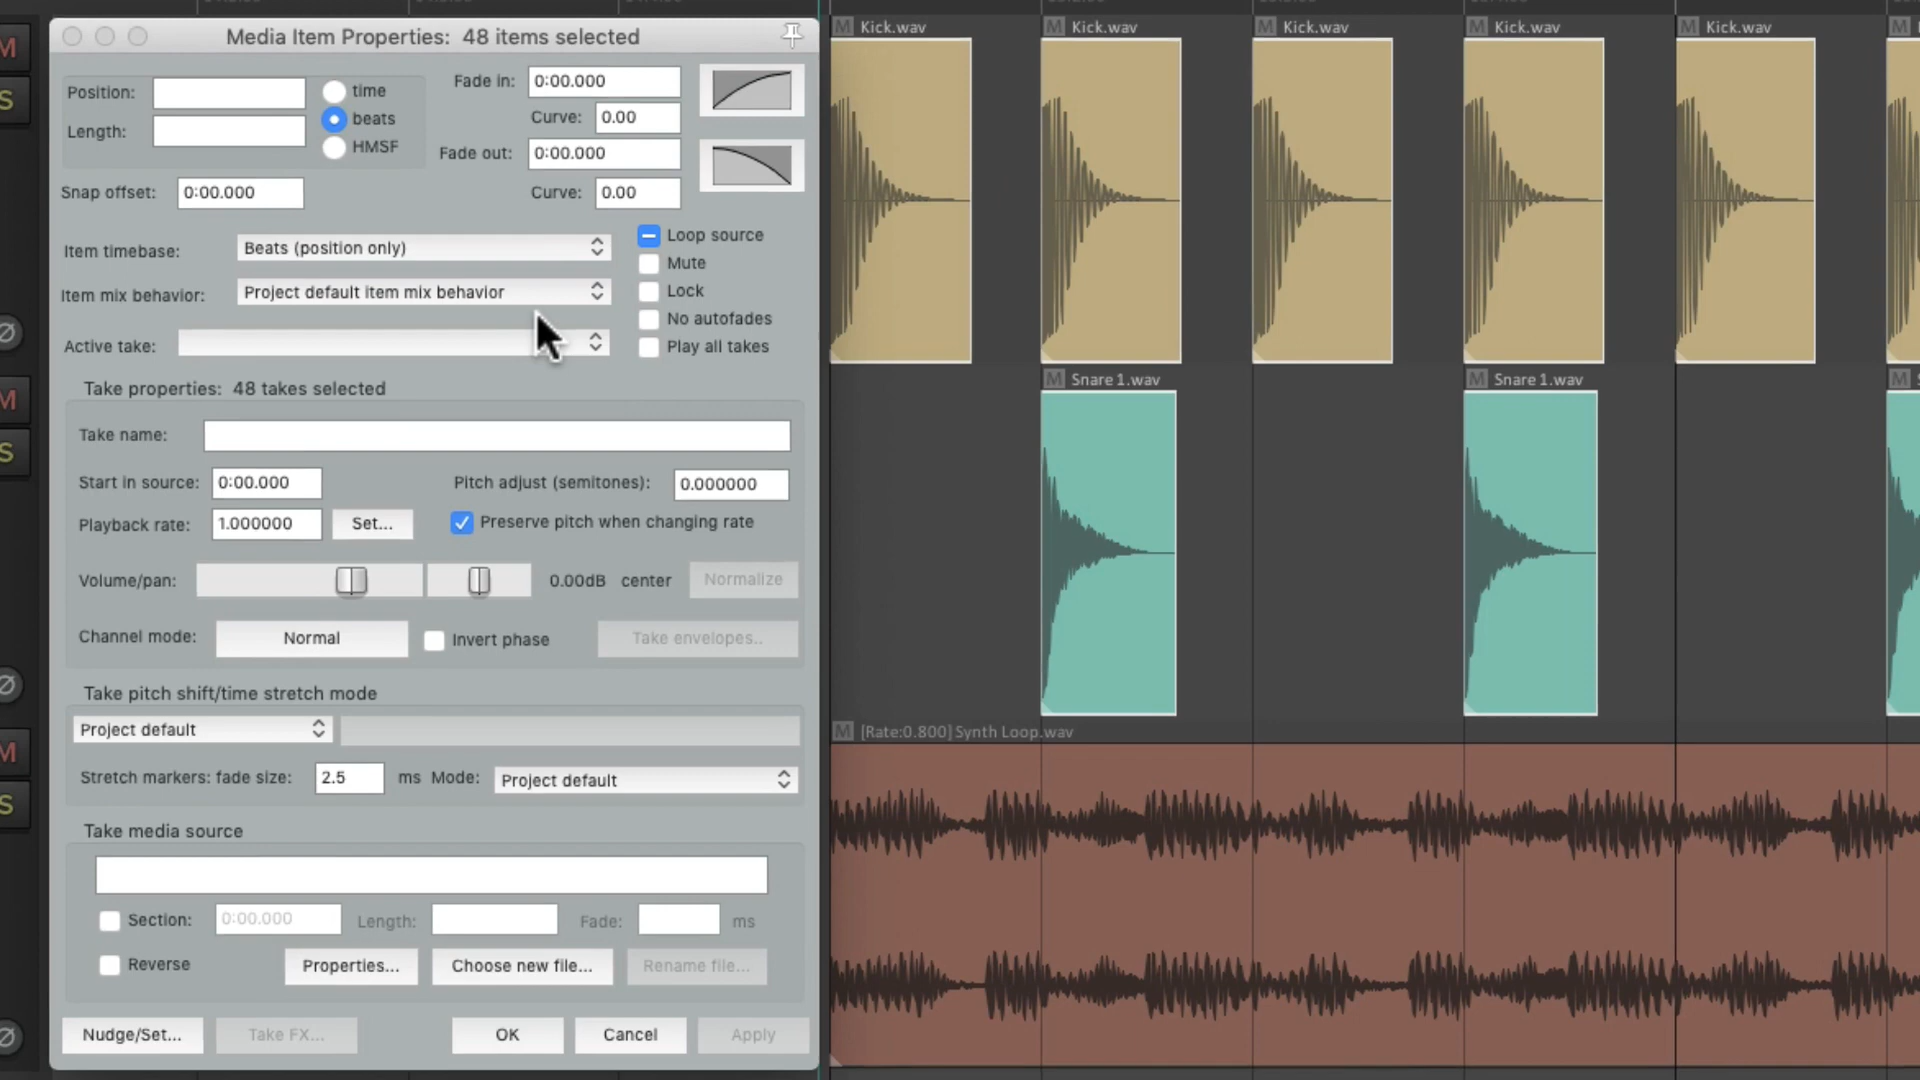 Media Item Properties: 48 items selected
Position:
Length:
time
beats
HMSF
Snap offset: 0:00.000
Fade in: 0:00.000
Curve: 0.00
Fade out: 0:00.000
Curve: 0.00
Item timebase: Beats (position only)
Item mix behavior: Project default item mix behavior
Active take:
Loop source
Mute
Lock
No autofades
Play all takes
Take properties: 48 takes selected
Take name:
Start in source: 0:00.000 Pitch adjust (semitones): 0.000000
Playback rate: 1.000000 Set... Preserve pitch when changing rate
Volume/pan: 0.00dB center Normalize
Channel mode: Normal Invert phase Take envelopes..
Take pitch shift/time stretch mode
Project default
Stretch markers: fade size: 2.5 ms Mode: Project default
Take media source
Section: 0:00.000 Length: Fade: ms
Reverse Properties... Choose new file... Rename file...
Nudge/Set... Take FX... OK Cancel Apply
M
S
Ø
M
S
Ø
M
S
Ø
M Kick.wav M Kick.wav M Kick.wav M Kick.wav M Kick.wav M
M Snare 1.wav M Snare 1.wav M
M [Rate:0.800] Synth Loop.wav